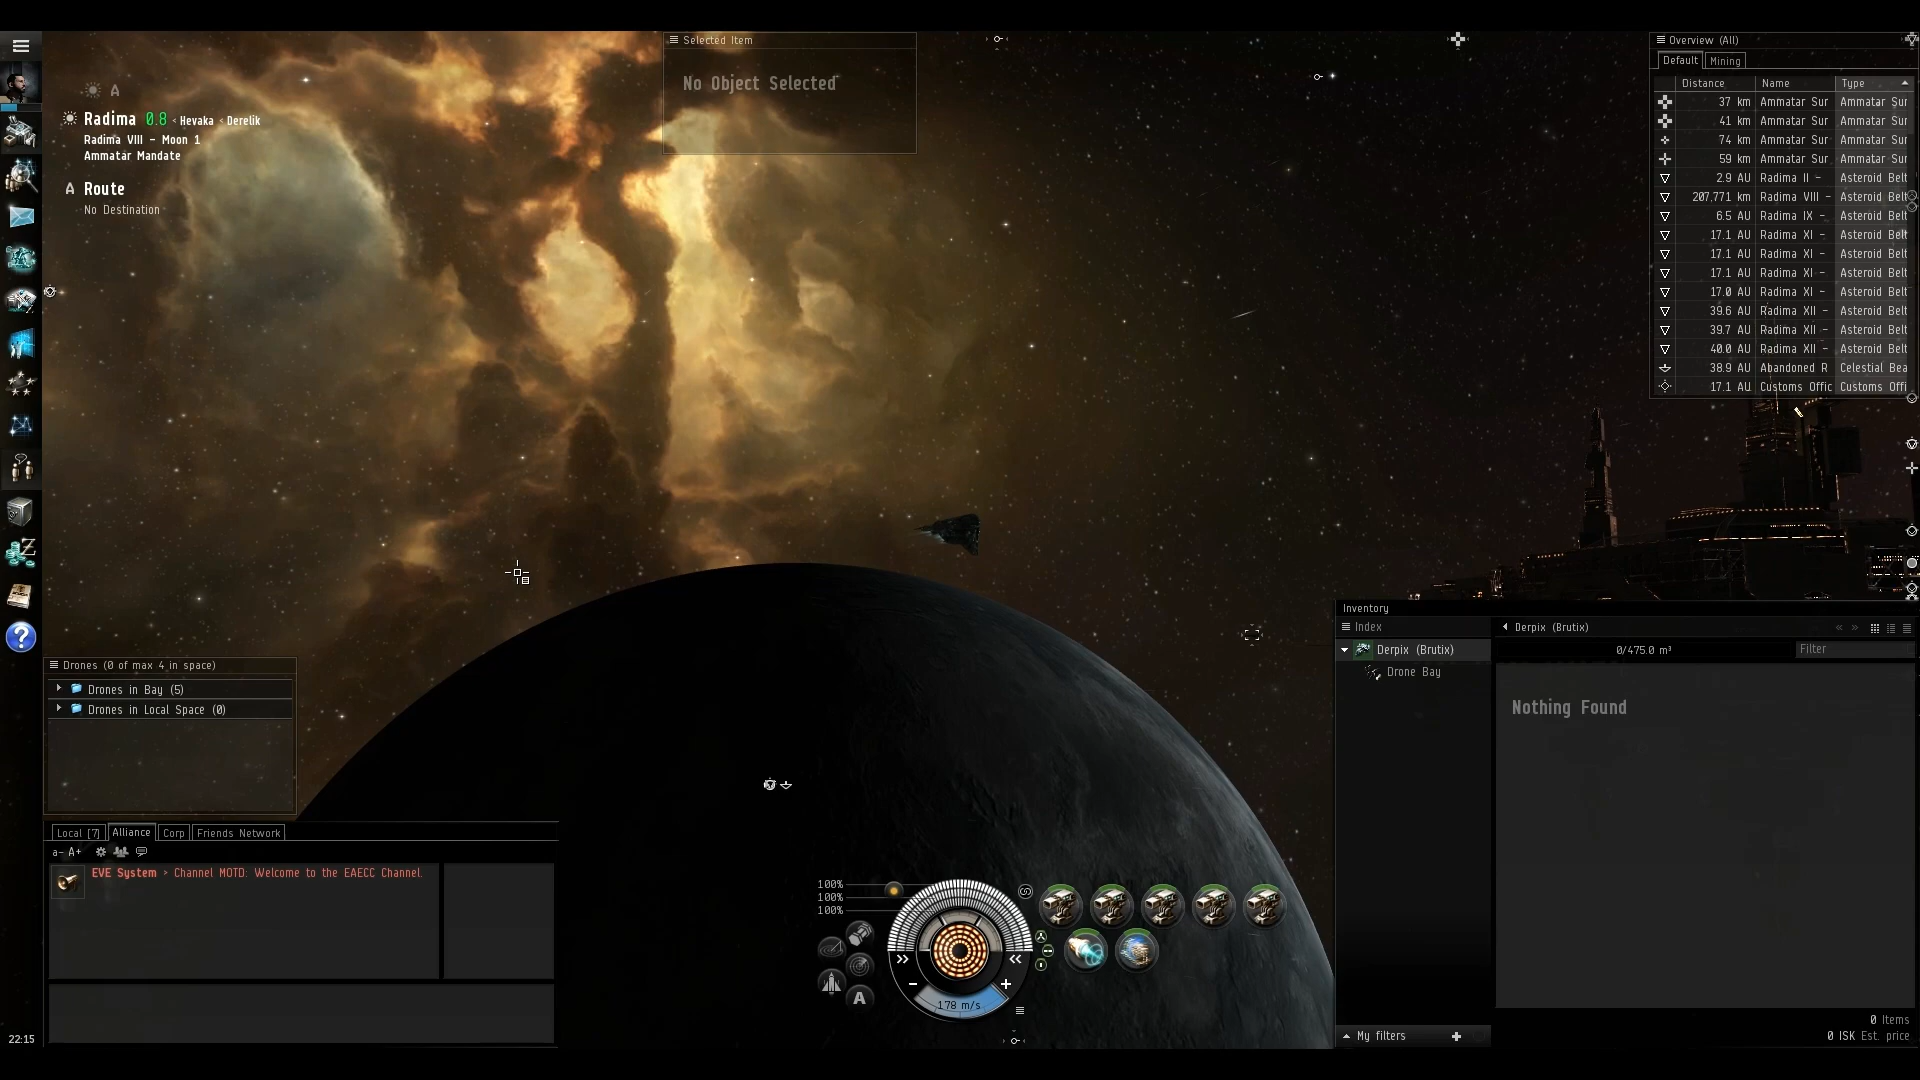 Selected Item
No Object Selected
A
Radima 0.8 < Hevaka < Derelik
Radima VIII - Moon 1
Ammatar Mandate
A Route
No Destination
Overview (All)
Default Mining
Distance Name Type
37 km Ammatar Sur Ammatar Sur
41 km Ammatar Sur Ammatar Sur
74 km Ammatar Sur Ammatar Sur
59 km Ammatar Sur Ammatar Sur
2.9 AU Radima II - Asteroid Belt
207,771 km Radima VIII - Asteroid Belt
6.5 AU Radima IX - Asteroid Belt
17.1 AU Radima XI - Asteroid Belt
17.1 AU Radima XI - Asteroid Belt
17.1 AU Radima XI - Asteroid Belt
17.0 AU Radima XI - Asteroid Belt
39.6 AU Radima XII - Asteroid Belt
39.7 AU Radima XII - Asteroid Belt
40.0 AU Radima XII - Asteroid Belt
38.9 AU Abandoned R Celestial Bea
17.1 AU Customs Offic Customs Offi
Drones (0 of max 4 in space)
Drones in Bay (5)
Drones in Local Space (0)
Local [7] Alliance Corp Friends Network
a- A+
EVE System > Channel MOTD: Welcome to the EAECC Channel.
22:15
100%
100%
100%
A
178 m/s
Inventory
Index
Derpix (Brutix)
Drone Bay
My filters +
Derpix (Brutix)
0/475.0 m³
Filter
Nothing Found
0 Items
0 ISK Est. price